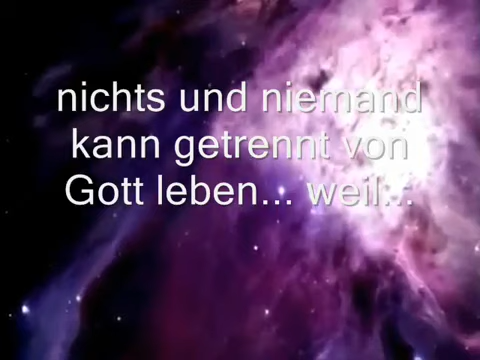 nichts und niemand
kann getrennt von
Gott leben... weil...